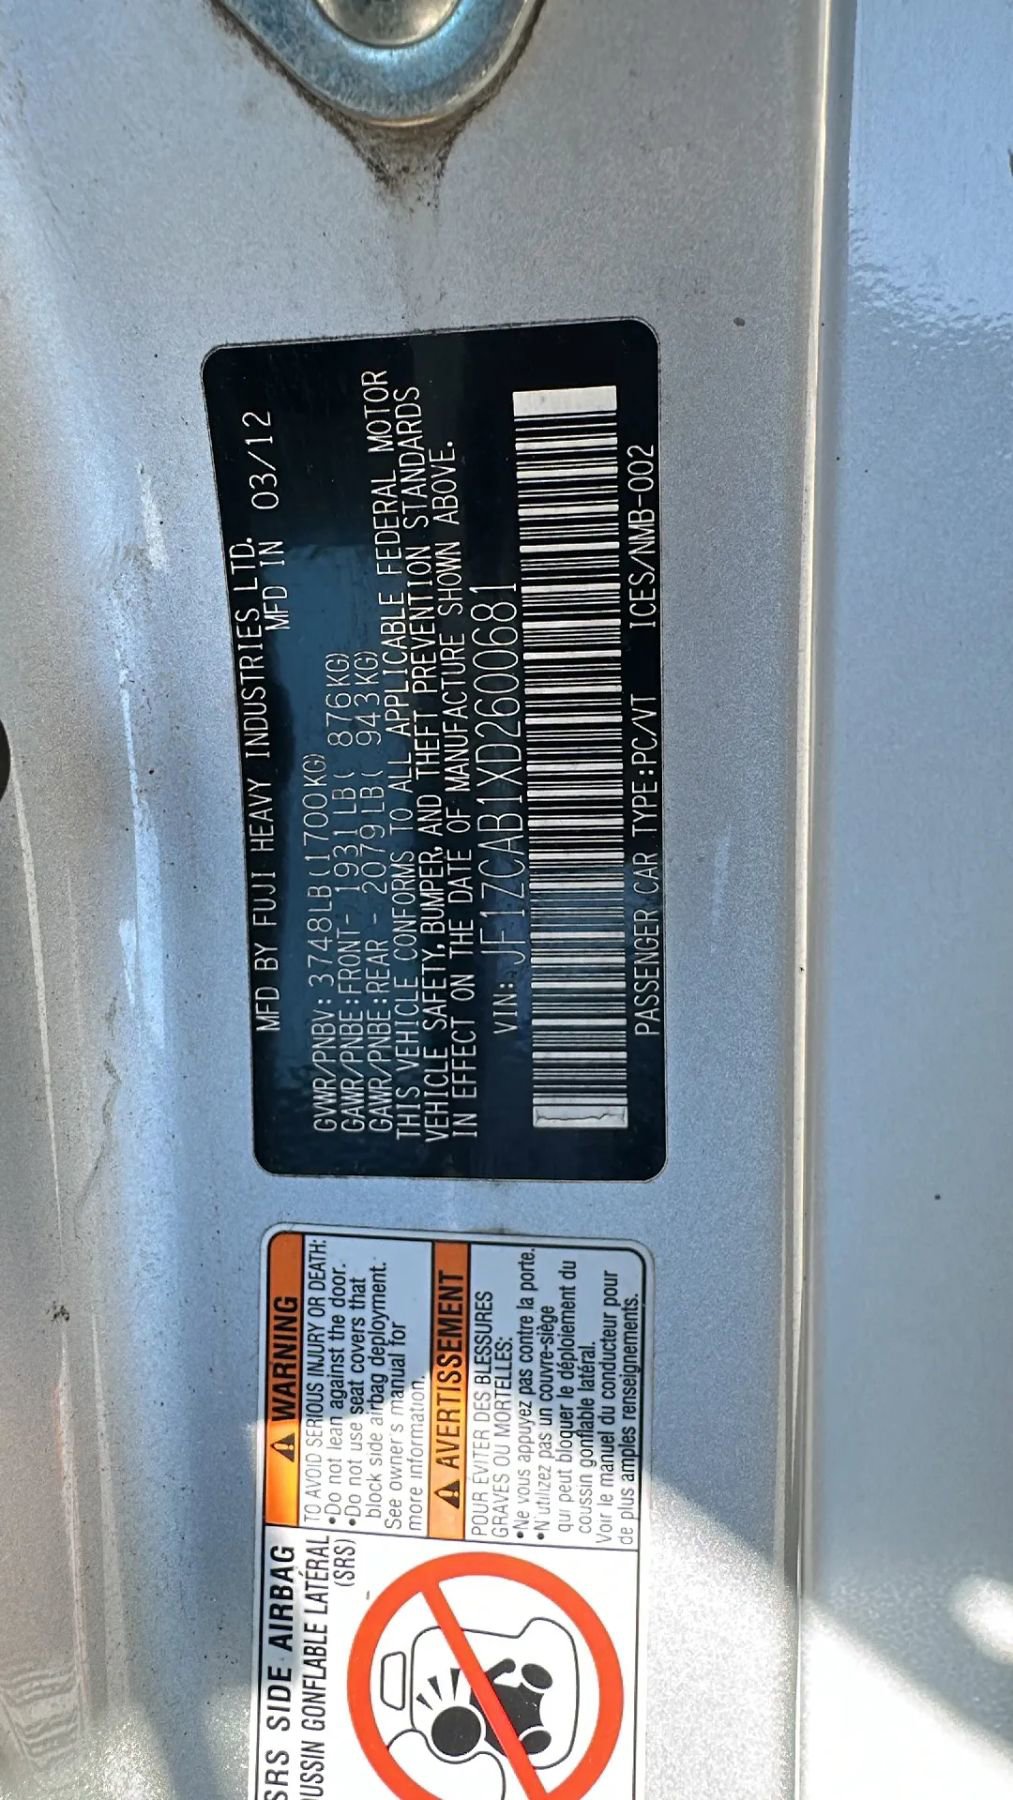 MFD BY FUJI HEAVY INDUSTRIES LTD.
MFD IN 03/12
GVWR/PNBV: 3748LB(1700KG)
GAWR/PNBE:FRONT- 1931LB( 876KG)
GAWR/PNBE:REAR - 2079LB( 943KG)
THIS VEHICLE CONFORMS TO ALL APPLICABLE FEDERAL MOTOR
VEHICLE SAFETY, BUMPER, AND THEFT PREVENTION STANDARDS
IN EFFECT ON THE DATE OF MANUFACTURE SHOWN ABOVE.
VIN: JF1ZCAB1XD2600681
PASSENGER CAR TYPE:PC/VT ICES/NMB-002
SRS SIDE AIRBAG
OUSSIN GONFLABLE LATÉRAL
(SRS)
⚠ WARNING
TO AVOID SERIOUS INJURY OR DEATH:
•Do not lean against the door.
•Do not use seat covers that
block side airbag deployment.
See owner's manual for
more information.
⚠ AVERTISSEMENT
POUR ÉVITER DES BLESSURES
GRAVES OU MORTELLES:
•Ne vous appuyez pas contre la porte.
•N'utilizez pas un couvre-siège
qui peut bloquer le déploiement du
coussin gonflable latéral.
Voir le manuel du conducteur pour
de plus amples renseignements.